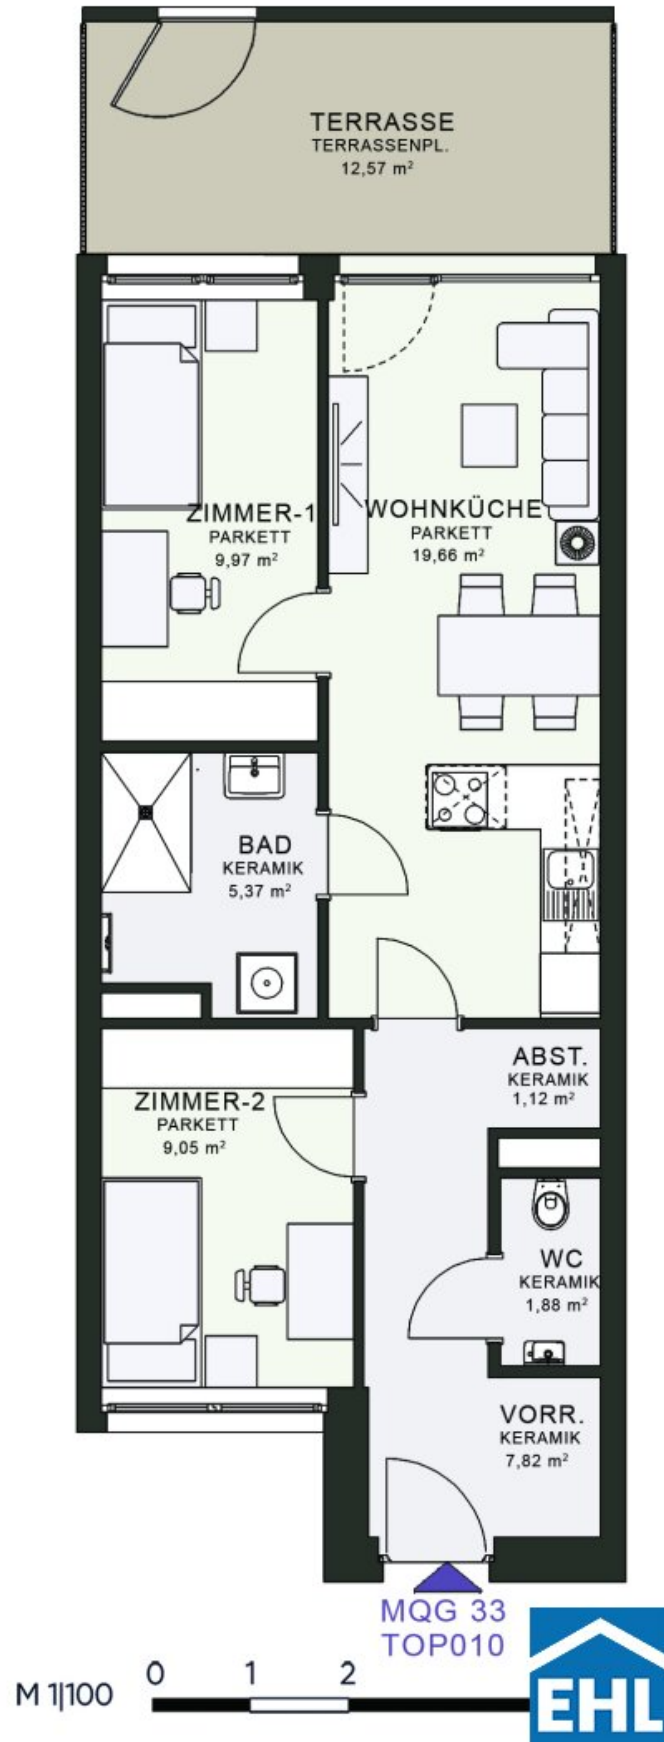 TERRASSE
TERRASSENPL.
12,57 m²
ZIMMER-1
PARKETT
9,97 m²
WOHNKÜCHE
PARKETT
19,66 m²
BAD
KERAMIK
5,37 m²
ABST.
KERAMIK
1,12 m²
ZIMMER-2
PARKETT
9,05 m²
WC
KERAMIK
1,88 m²
VORR.
KERAMIK
7,82 m²
MQG 33
TOP010
M 1|100 0 1 2
EHL